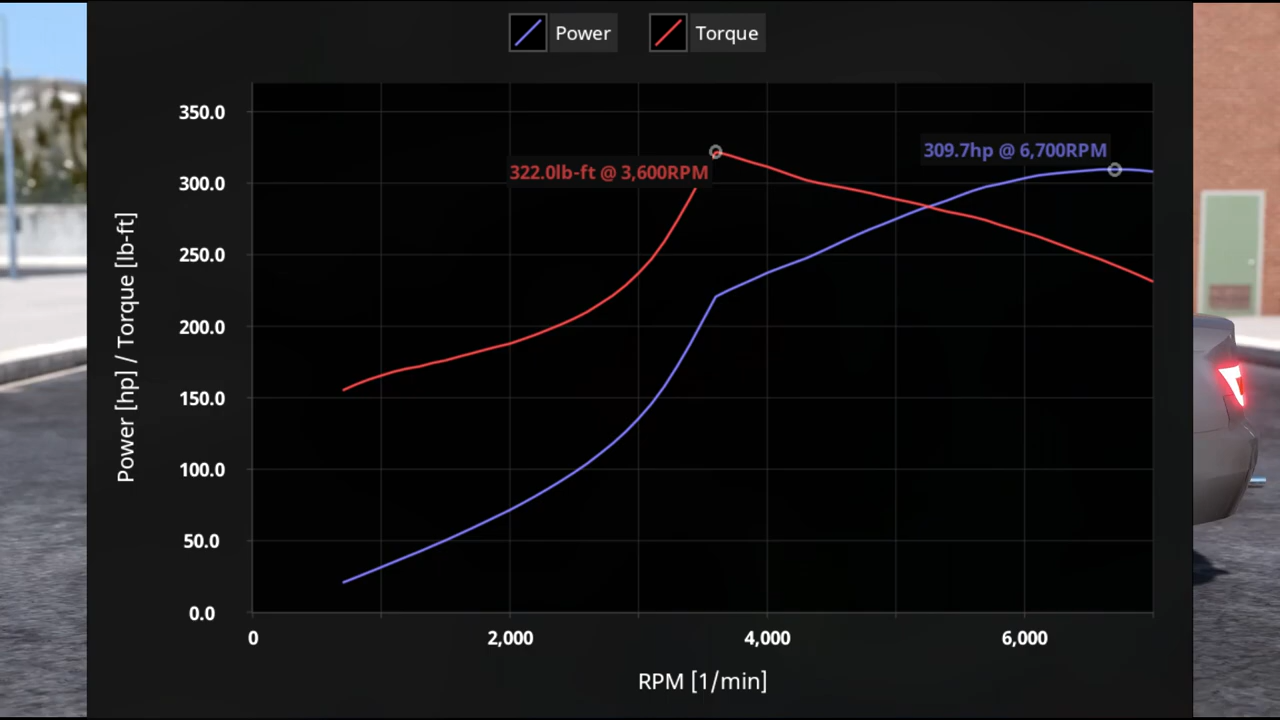 Power
Torque
350.0
300.0
250.0
200.0
150.0
100.0
50.0
0.0
Power [hp] / Torque [lb-ft]
322.0lb-ft @ 3,600RPM
309.7hp @ 6,700RPM
0
2,000
4,000
6,000
RPM [1/min]